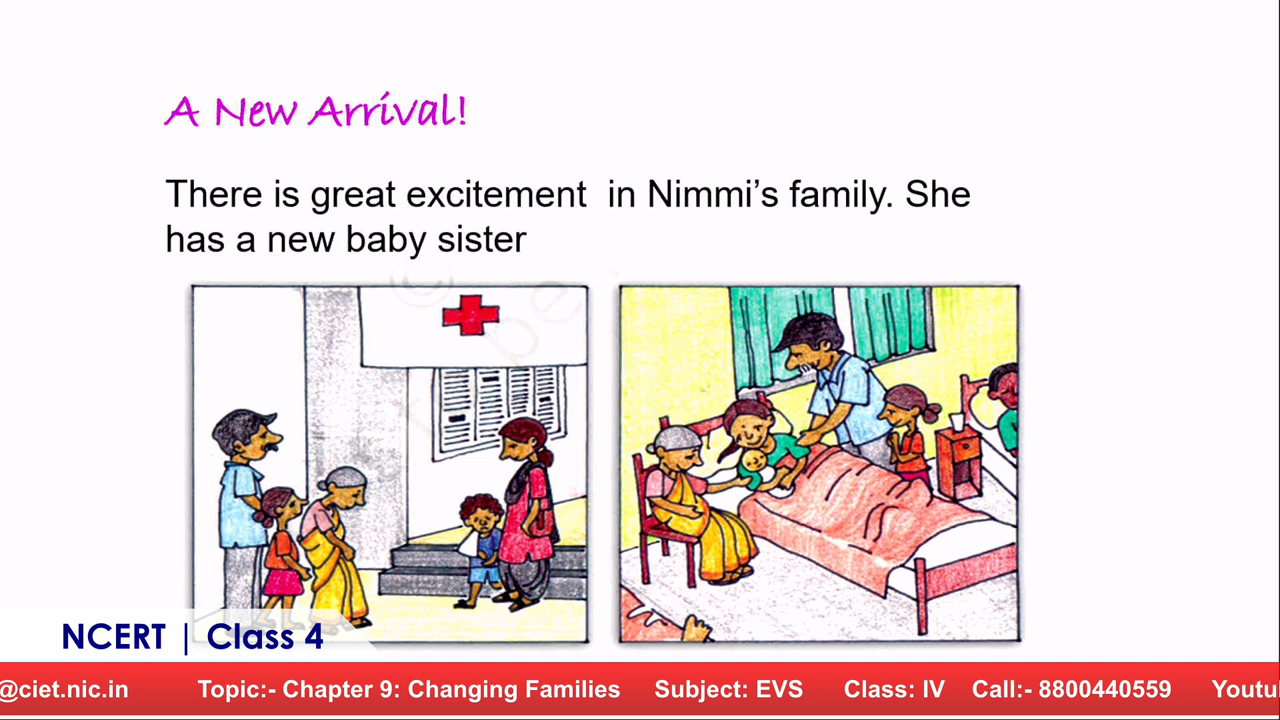 A New Arrival!
There is great excitement in Nimmi's family. She
has a new baby sister
NCERT | Class 4
@ciet.nic.in Topic:- Chapter 9: Changing Families Subject: EVS Class: IV Call:- 8800440559